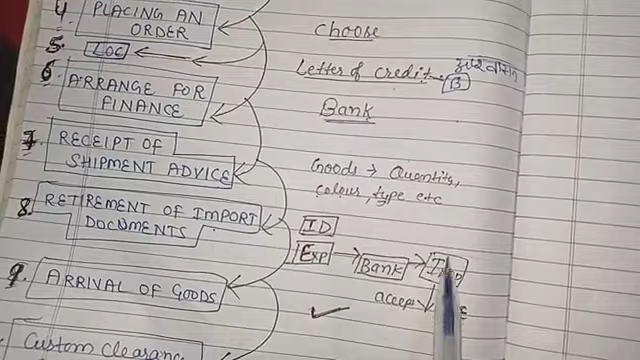 4. PLACING AN
ORDER
Choose
5. LOC
Letter of credit
B
6. ARRANGE FOR
FINANCE
Bank
7. RECEIPT OF
SHIPMENT ADVICE
Goods → Quantity,
colour, type etc
8. RETIREMENT OF IMPORT
DOCUMENTS
ID
Exp → Bank →
accept
9. ARRIVAL OF GOODS
Custom clearance